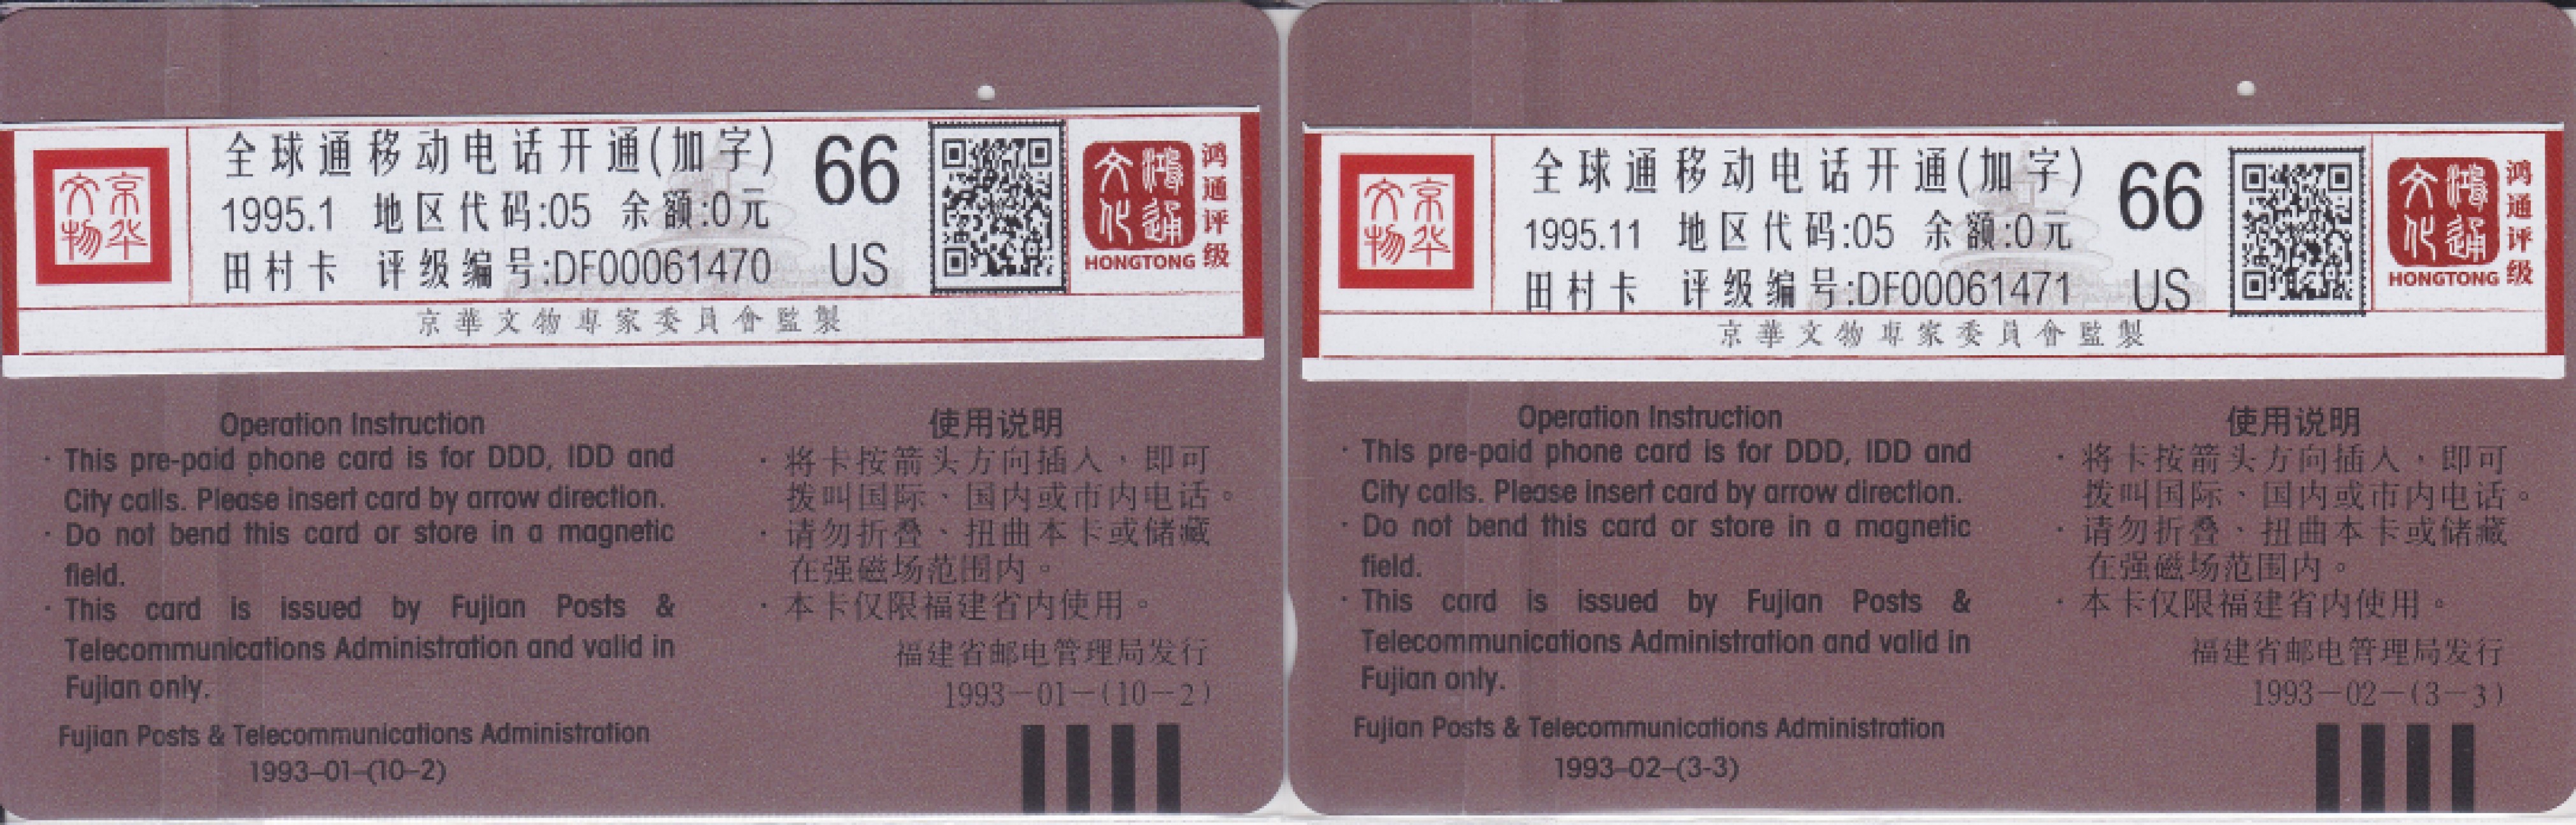 京华文物
全球通移动电话开通(加字)
1995.1 地区代码:05 余额:0元
田村卡 评级编号:DF00061470
66
US
鸿通文化
HONGTONG
鸿通评级
京華文物專家委員會監製
Operation Instruction
· This pre-paid phone card is for DDD, IDD and
City calls. Please insert card by arrow direction.
· Do not bend this card or store in a magnetic
field.
· This card is issued by Fujian Posts &
Telecommunications Administration and valid in
Fujian only.
Fujian Posts & Telecommunications Administration
1993–01–(10–2)
使用说明
· 将卡按箭头方向插入，即可
拨叫国际、国内或市内电话。
· 请勿折叠、扭曲本卡或储藏
在强磁场范围内。
· 本卡仅限福建省内使用。
福建省邮电管理局发行
1993－01－(10－2)
京华文物
全球通移动电话开通(加字)
1995.11 地区代码:05 余额:0元
田村卡 评级编号:DF00061471
66
US
鸿通文化
HONGTONG
鸿通评级
京華文物專家委員會監製
Operation Instruction
· This pre-paid phone card is for DDD, IDD and
City calls. Please insert card by arrow direction.
· Do not bend this card or store in a magnetic
field.
· This card is issued by Fujian Posts &
Telecommunications Administration and valid in
Fujian only.
Fujian Posts & Telecommunications Administration
1993–02–(3-3)
使用说明
· 将卡按箭头方向插入，即可
拨叫国际、国内或市内电话。
· 请勿折叠、扭曲本卡或储藏
在强磁场范围内。
· 本卡仅限福建省内使用。
福建省邮电管理局发行
1993－02－(3－3)